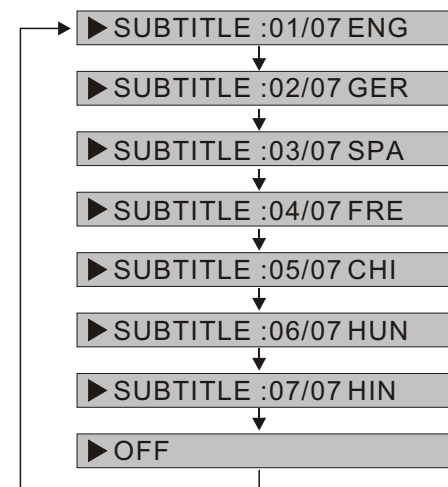 SUBTITLE :01/07 ENG
SUBTITLE :02/07 GER
SUBTITLE :03/07 SPA
SUBTITLE :04/07 FRE
SUBTITLE :05/07 CHI
SUBTITLE :06/07 HUN
SUBTITLE :07/07 HIN
OFF